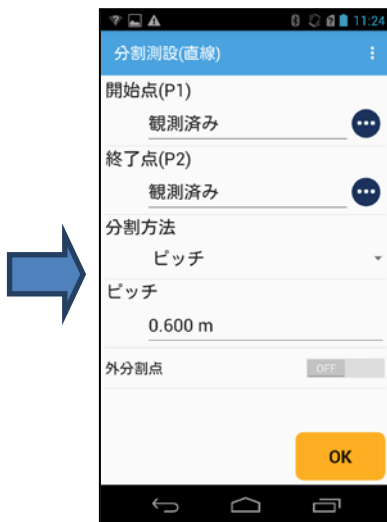 11:24
分割測設(直線)
開始点(P1)
観測済み
終了点(P2)
観測済み
分割方法
ピッチ
ピッチ
0.600 m
外分割点
OFF
OK